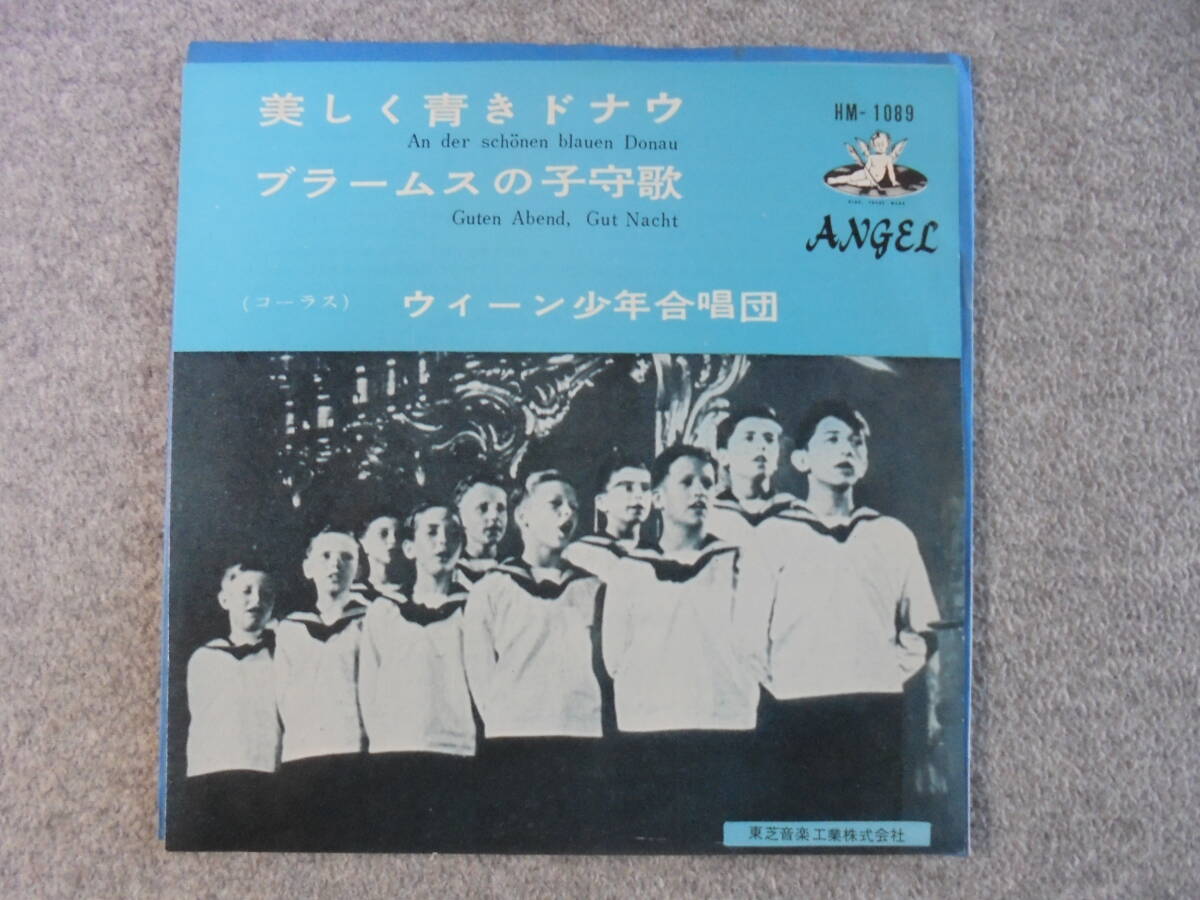 美しく青きドナウ
An der schönen blauen Donau
ブラームスの子守歌
Guten Abend, Gut Nacht
(コーラス) ウィーン少年合唱団
HM-1089
ANGEL
東芝音楽工業株式会社